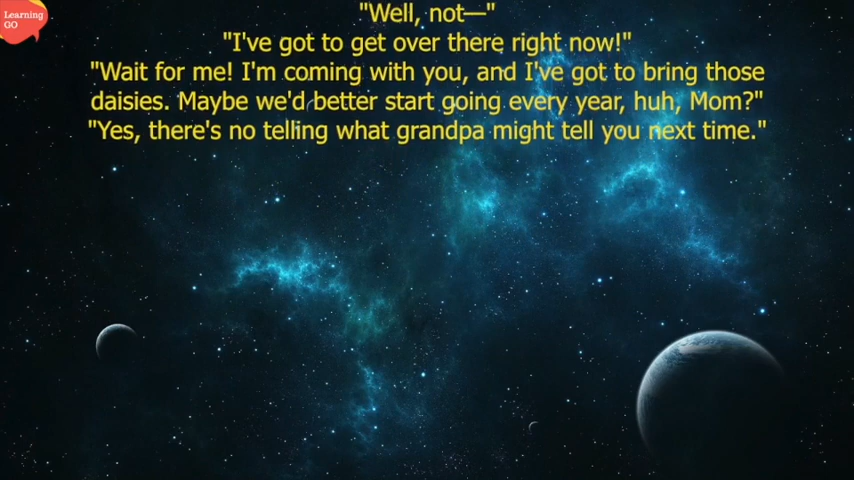 Learning
GO
"Well, not—"
"I've got to get over there right now!"
"Wait for me! I'm coming with you, and I've got to bring those
daisies. Maybe we'd better start going every year, huh, Mom?"
"Yes, there's no telling what grandpa might tell you next time."